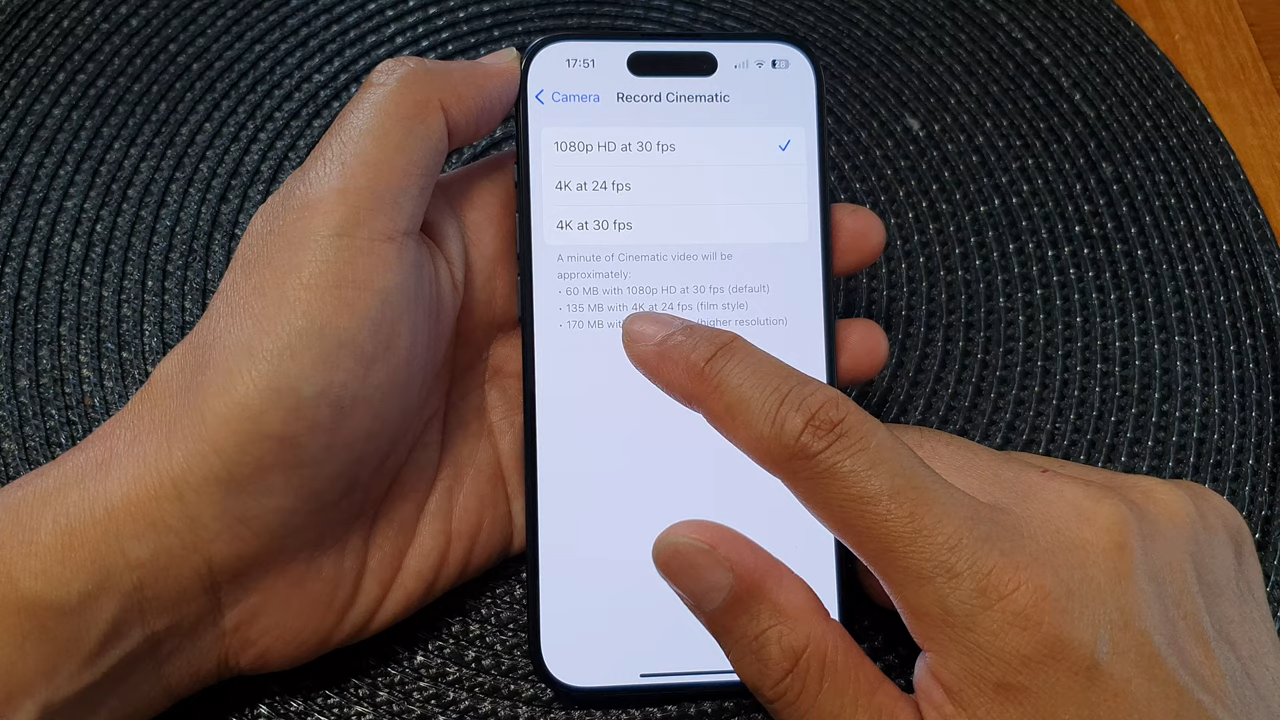 17:51
28
Camera Record Cinematic
1080p HD at 30 fps
4K at 24 fps
4K at 30 fps
A minute of Cinematic video will be
approximately:
• 60 MB with 1080p HD at 30 fps (default)
• 135 MB with 4K at 24 fps (film style)
• 170 MB (higher resolution)